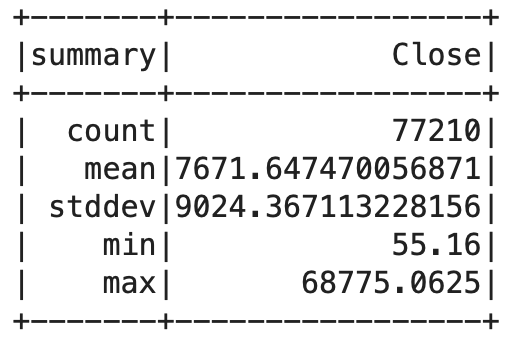 +-------+-----------------+
|summary|            Close|
+-------+-----------------+
|  count|            77210|
|   mean|7671.647470056871|
| stddev|9024.367113228156|
|    min|            55.16|
|    max|       68775.0625|
+-------+-----------------+